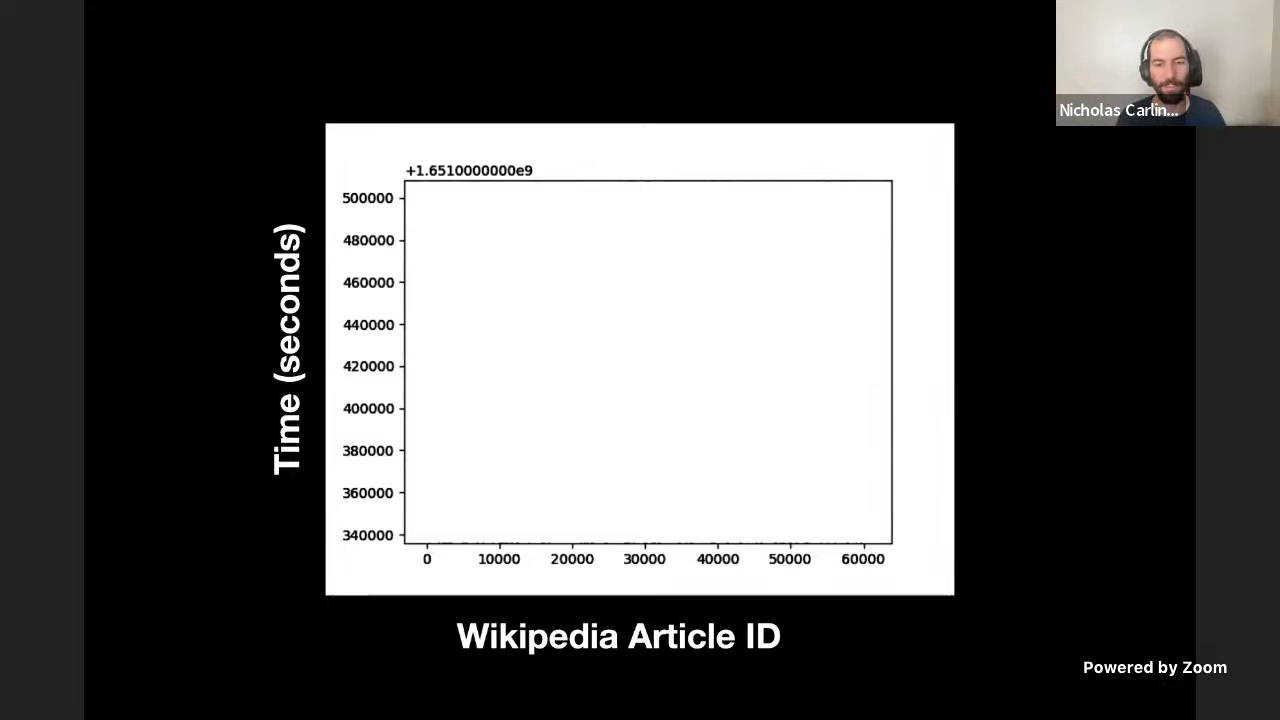 Nicholas Carlin...
+1.6510000000e9
500000
480000
460000
440000
420000
400000
380000
360000
340000
0 10000 20000 30000 40000 50000 60000
Time (seconds)
Wikipedia Article ID
Powered by Zoom